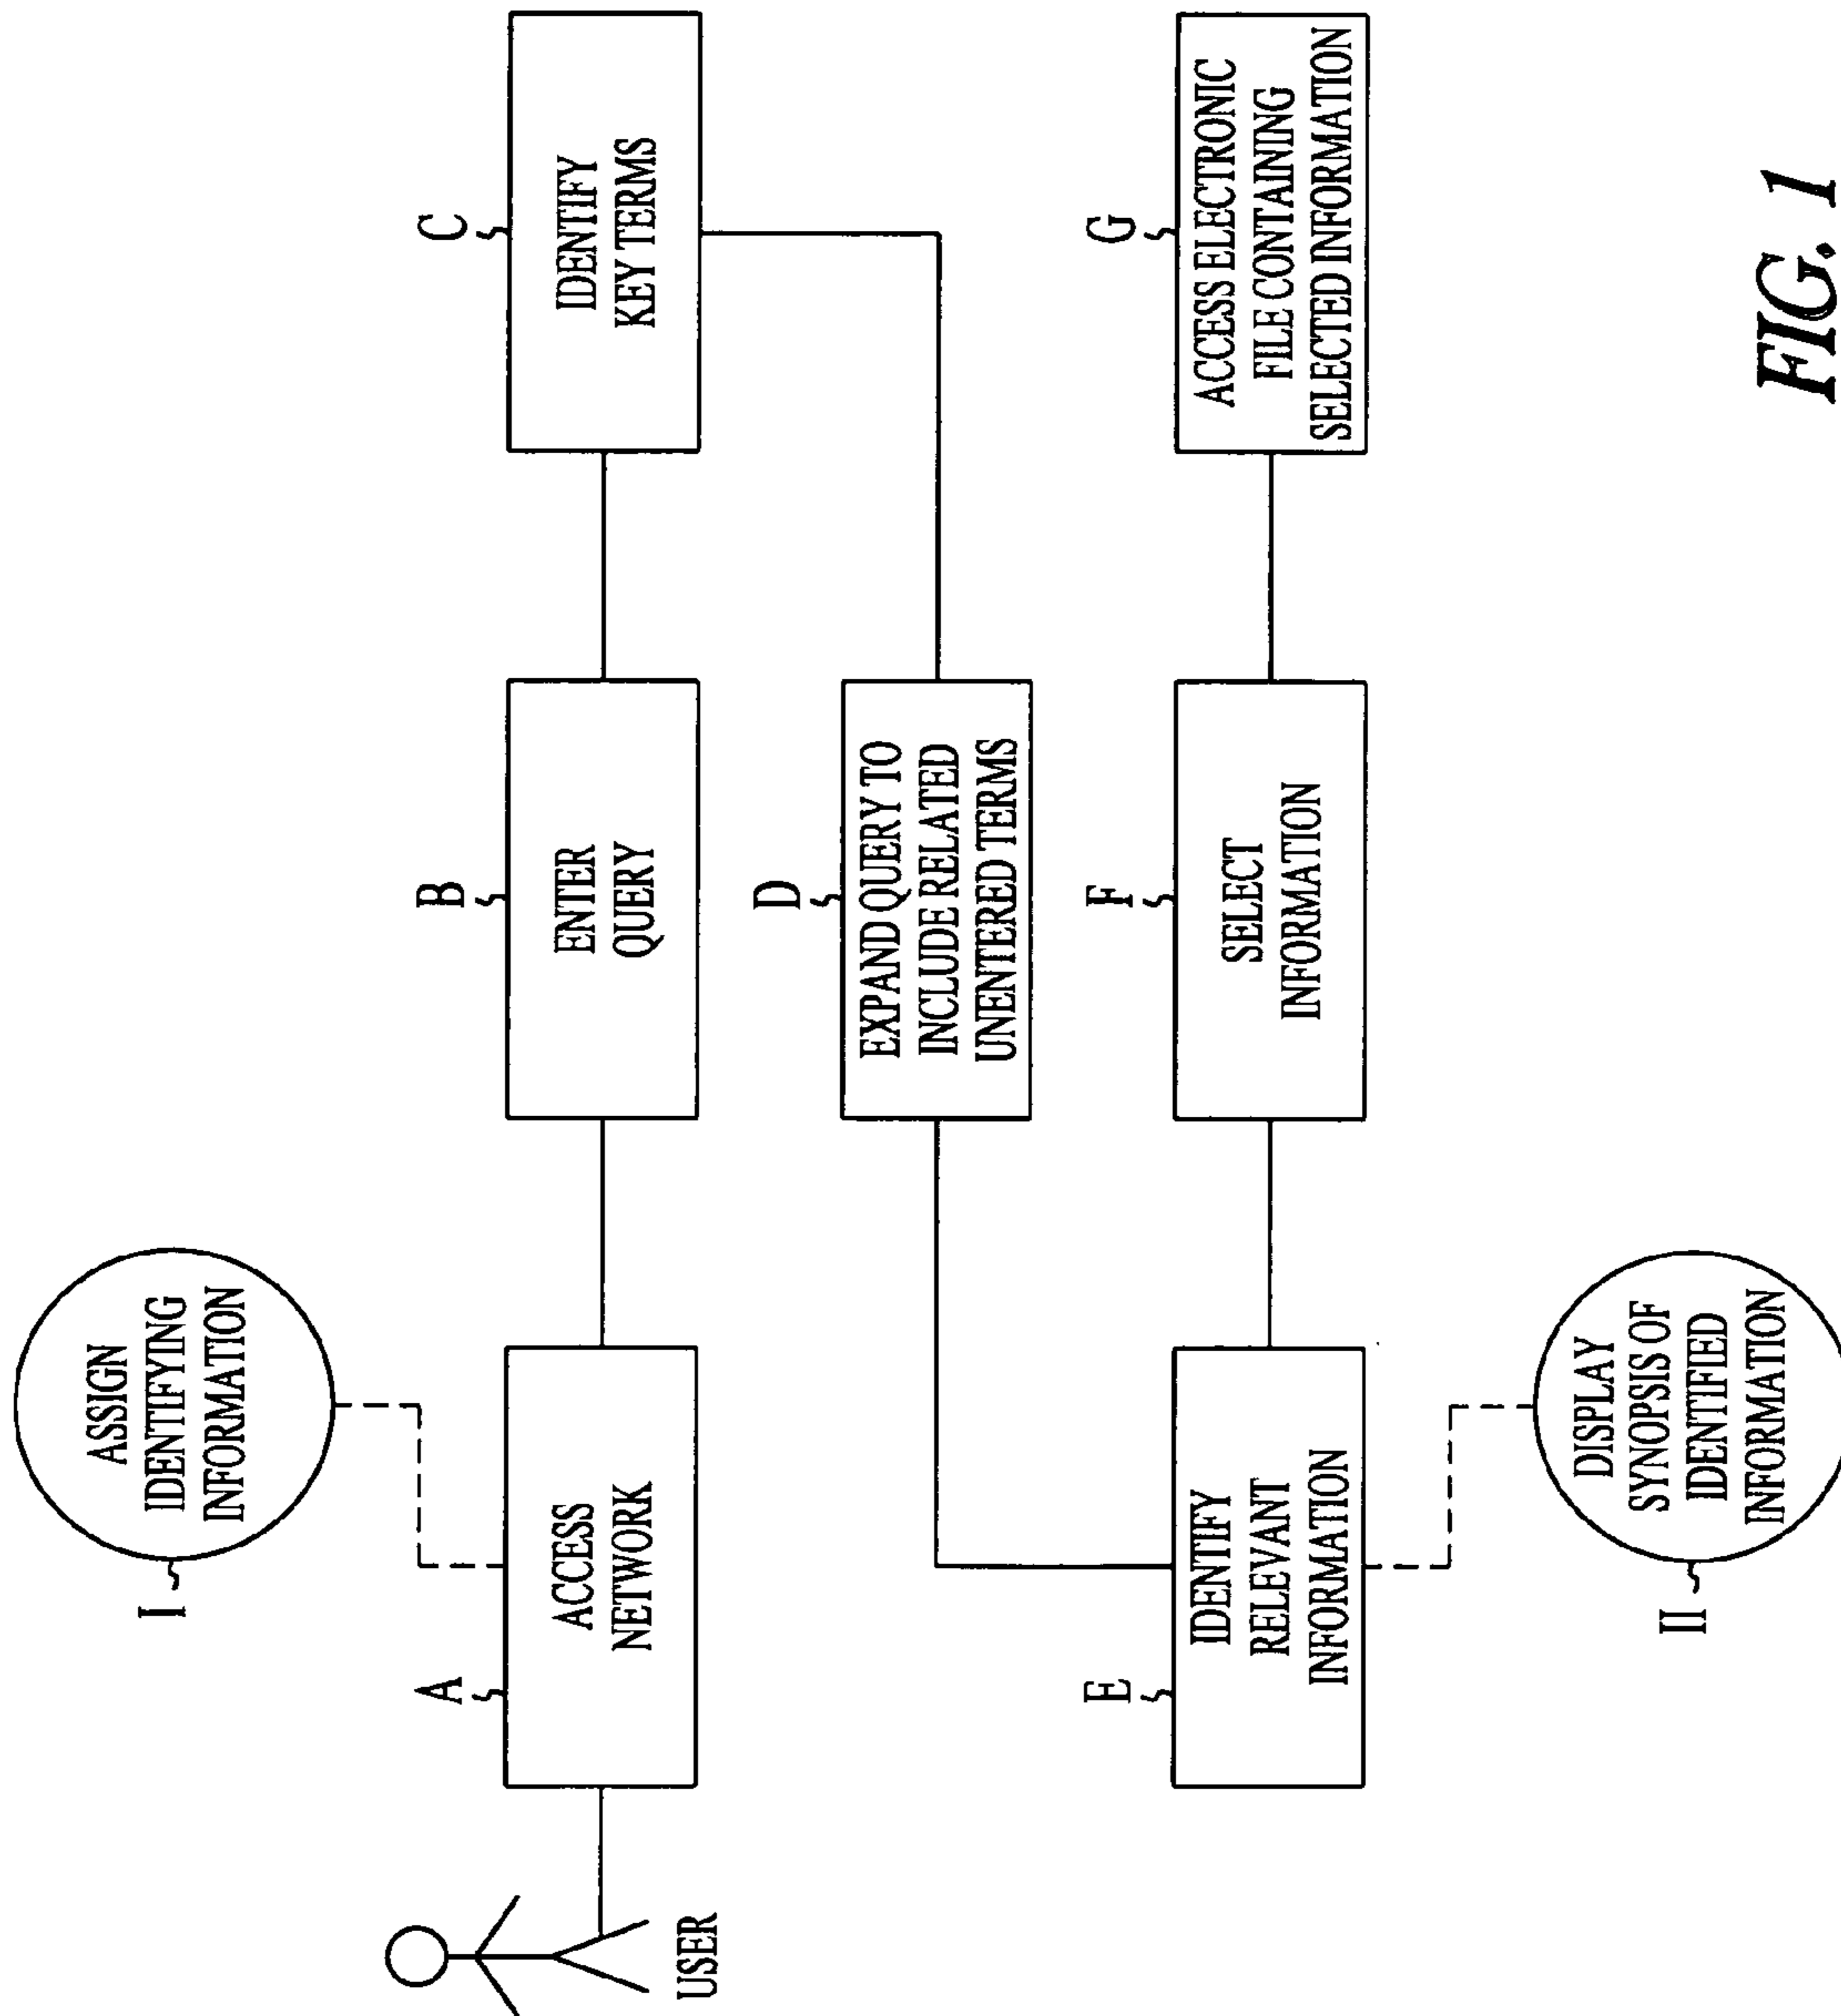 I
ASSIGN
IDENTIFYING
INFORMATION
USER
A
ACCESS
NETWORK
B
ENTER
QUERY
C
IDENTIFY
KEY TERMS
D
EXPAND QUERY TO
INCLUDE RELATED
UNENTERED TERMS
E
IDENTIFY
RELEVANT
INFORMATION
F
SELECT
INFORMATION
G
ACCESS ELECTRONIC
FILE CONTAINING
SELECTED INFORMATION
II
DISPLAY
SYNOPSIS OF
IDENTIFIED
INFORMATION
FIG. 1